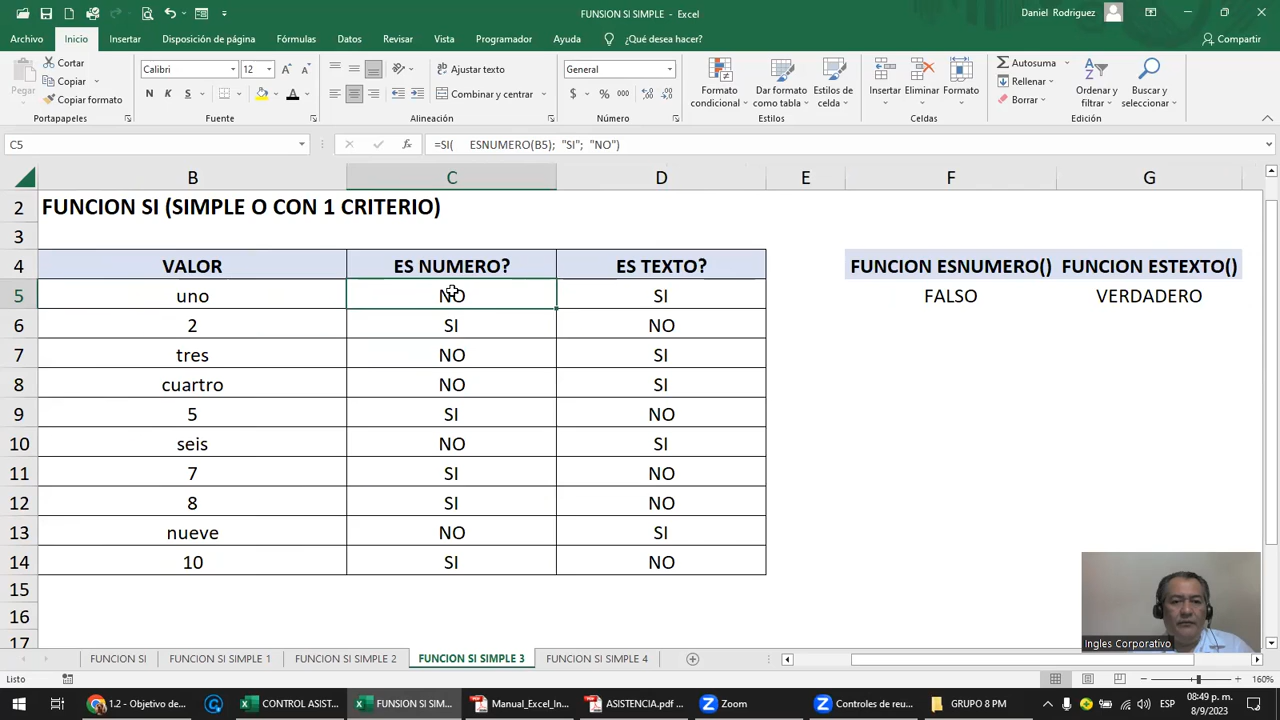 FUNSION SI SIMPLE - Excel
Daniel Rodriguez
Archivo Inicio Insertar Disposición de página Fórmulas Datos Revisar Vista Programador Ayuda ¿Qué desea hacer? Compartir
Pegar
Cortar
Copiar
Copiar formato
Portapapeles
Calibri 12
N K S
Fuente
Ajustar texto
Combinar y centrar
Alineación
General
$ % 000
Número
Formato condicional
Dar formato como tabla
Estilos de celda
Estilos
Insertar Eliminar Formato
Celdas
Autosuma
Rellenar
Borrar
Ordenar y filtrar
Buscar y seleccionar
Edición
C5 fx =SI( ESNUMERO(B5); "SI"; "NO")
B C D E F G
2 FUNCION SI (SIMPLE O CON 1 CRITERIO)
3
4 VALOR ES NUMERO? ES TEXTO? FUNCION ESNUMERO() FUNCION ESTEXTO()
5 uno NO SI FALSO VERDADERO
6 2 SI NO
7 tres NO SI
8 cuartro NO SI
9 5 SI NO
10 seis NO SI
11 7 SI NO
12 8 SI NO
13 nueve NO SI
14 10 SI NO
15
16
17
Ingles Corporativo
FUNCION SI FUNCION SI SIMPLE 1 FUNCION SI SIMPLE 2 FUNCION SI SIMPLE 3 FUNCION SI SIMPLE 4
Listo 160%
1.2 - Objetivo de... CONTROL ASIST... FUNSION SI SIM... Manual_Excel_In... ASISTENCIA.pdf ... Zoom Controles de reu... GRUPO 8 PM ESP
08:49 p. m.
8/9/2023